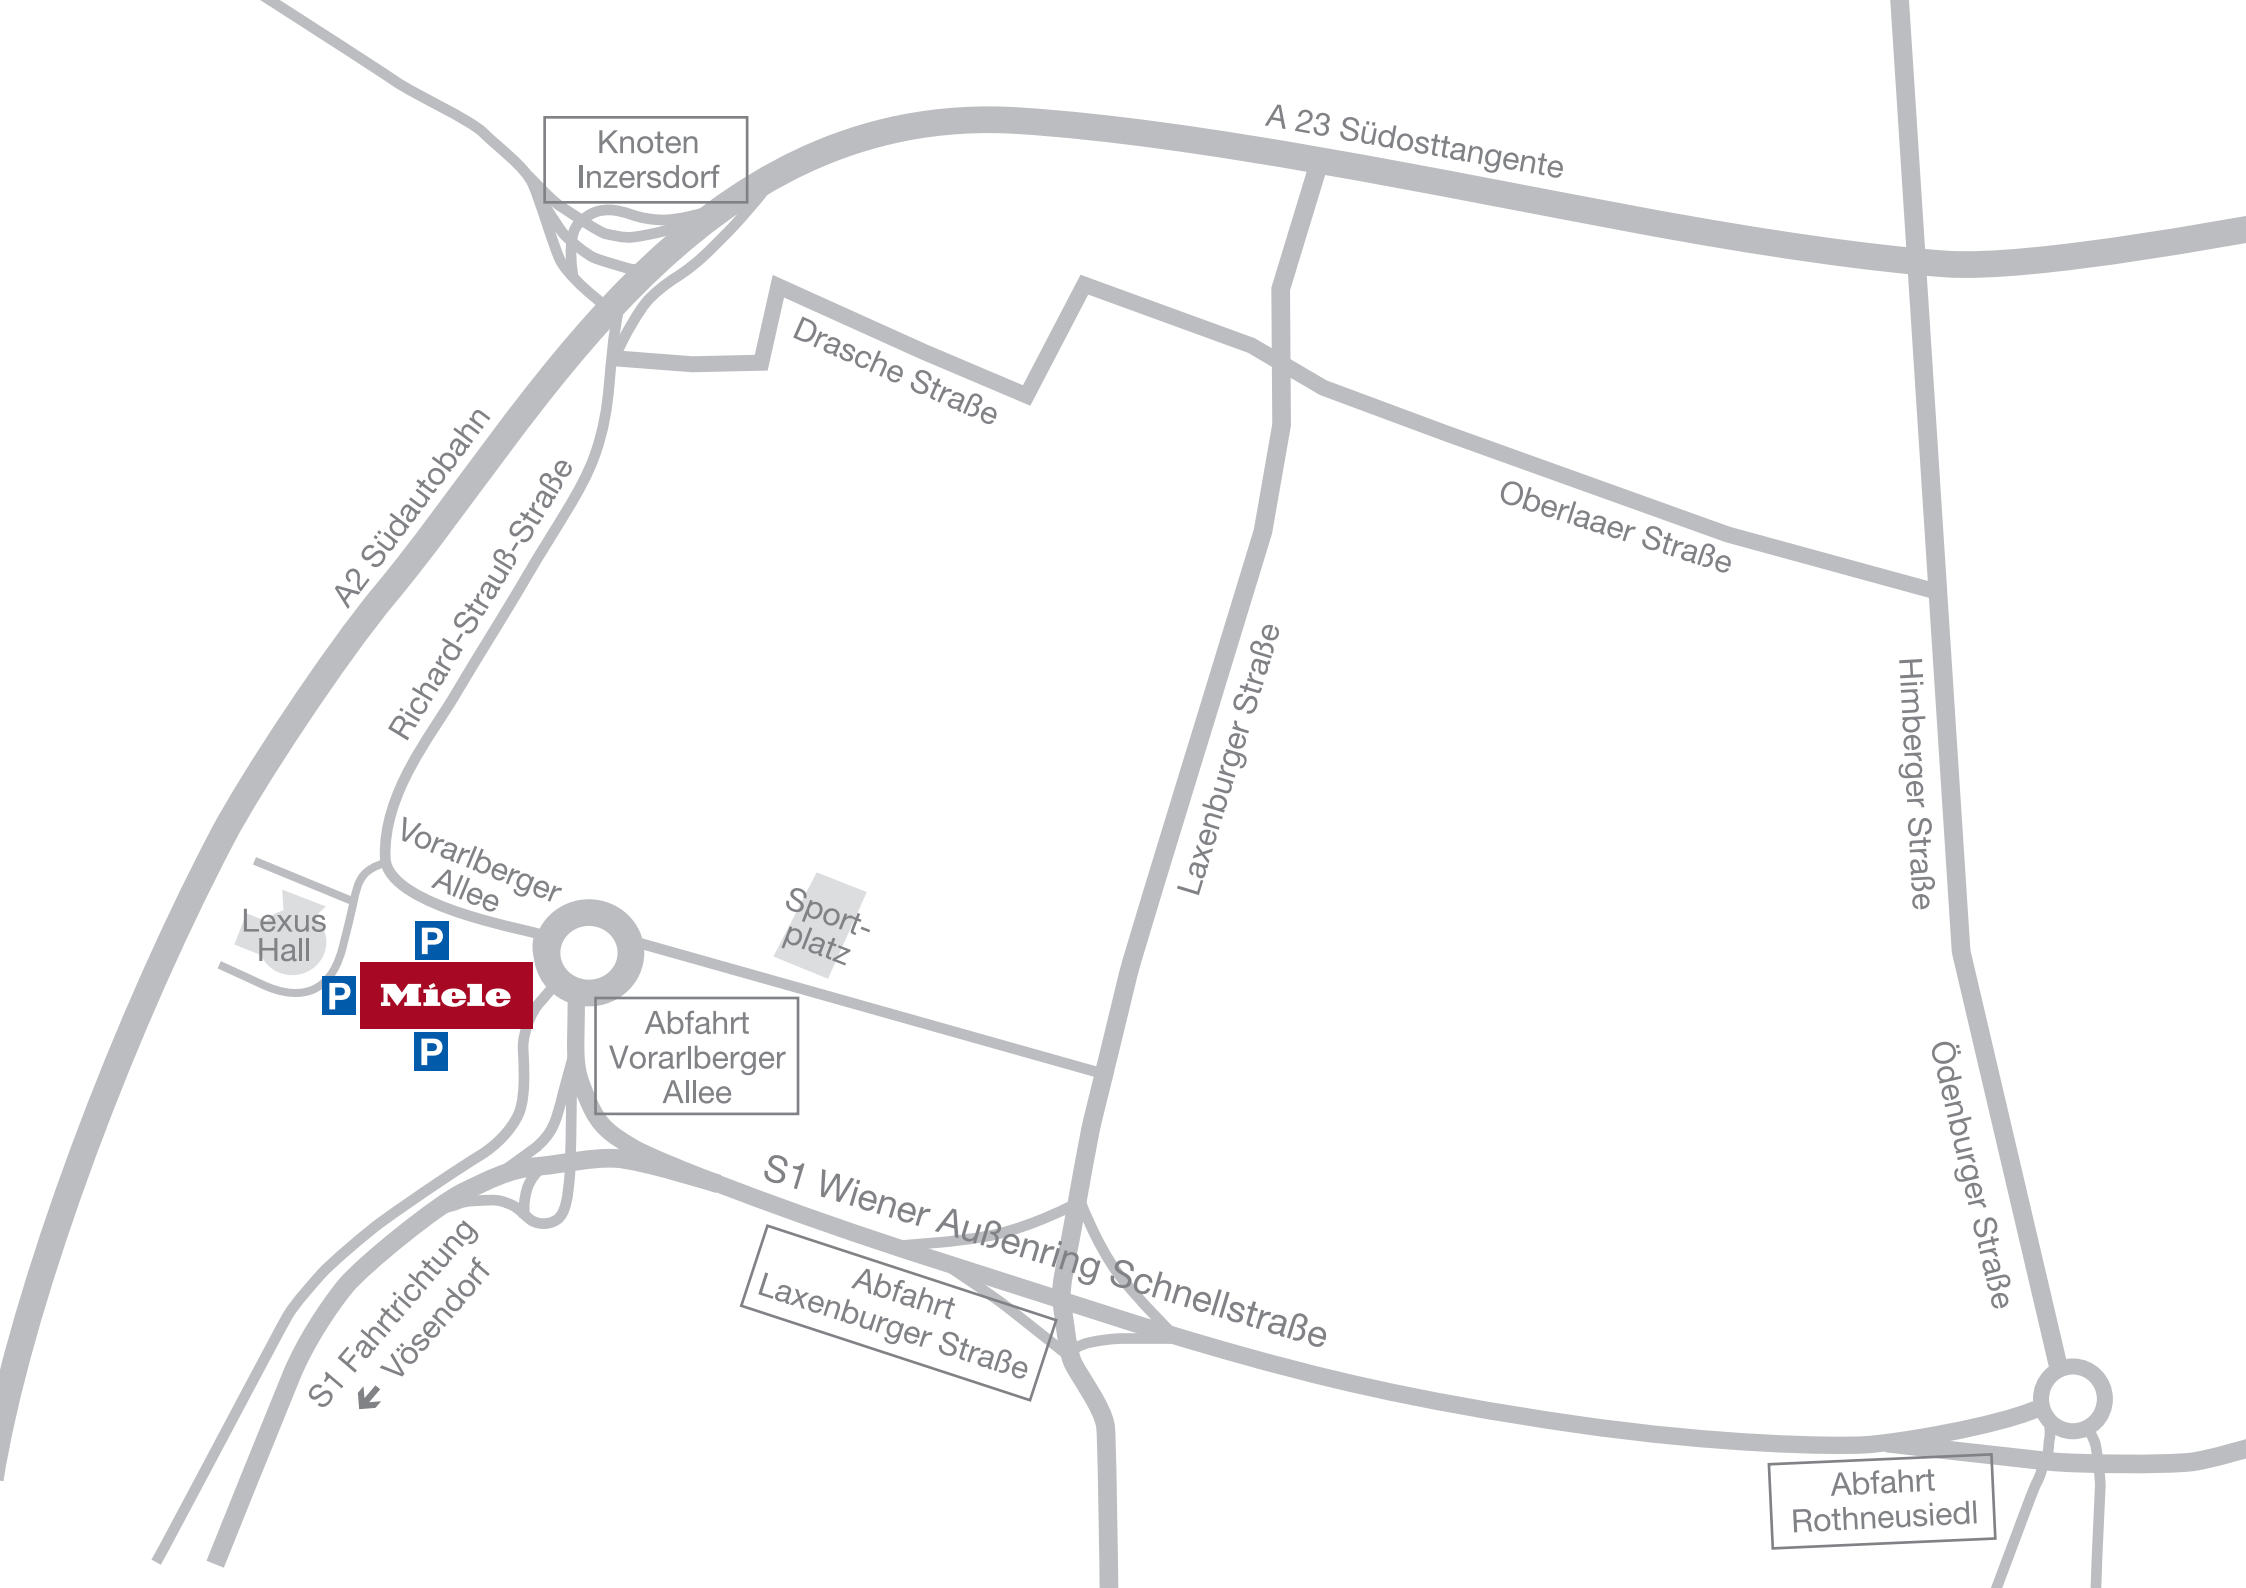 Knoten
Inzersdorf
A 23 Südosttangente
Drasche Straße
A2 Südautobahn
Richard-Strauß-Straße
Oberlaaer Straße
Laxenburger Straße
Himberger Straße
Vorarlberger
Allee
Sport-
platz
Lexus
Hall
P
P
Miele
P
Abfahrt
Vorarlberger
Allee
Ödenburger Straße
S1 Wiener Außenring Schnellstraße
S1 Fahrtrichtung
Vösendorf
Abfahrt
Laxenburger Straße
Abfahrt
Rothneusiedl